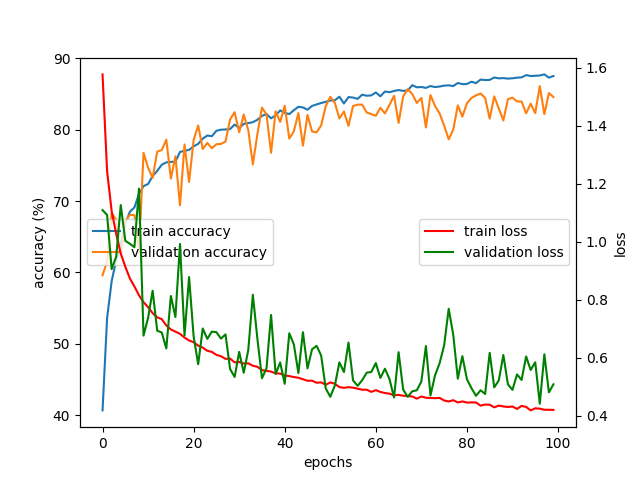 90
80
70
60
50
40
accuracy (%)
train accuracy
validation accuracy
train loss
validation loss
1.6
1.4
1.2
1.0
0.8
0.6
0.4
loss
0
20
40
60
80
100
epochs